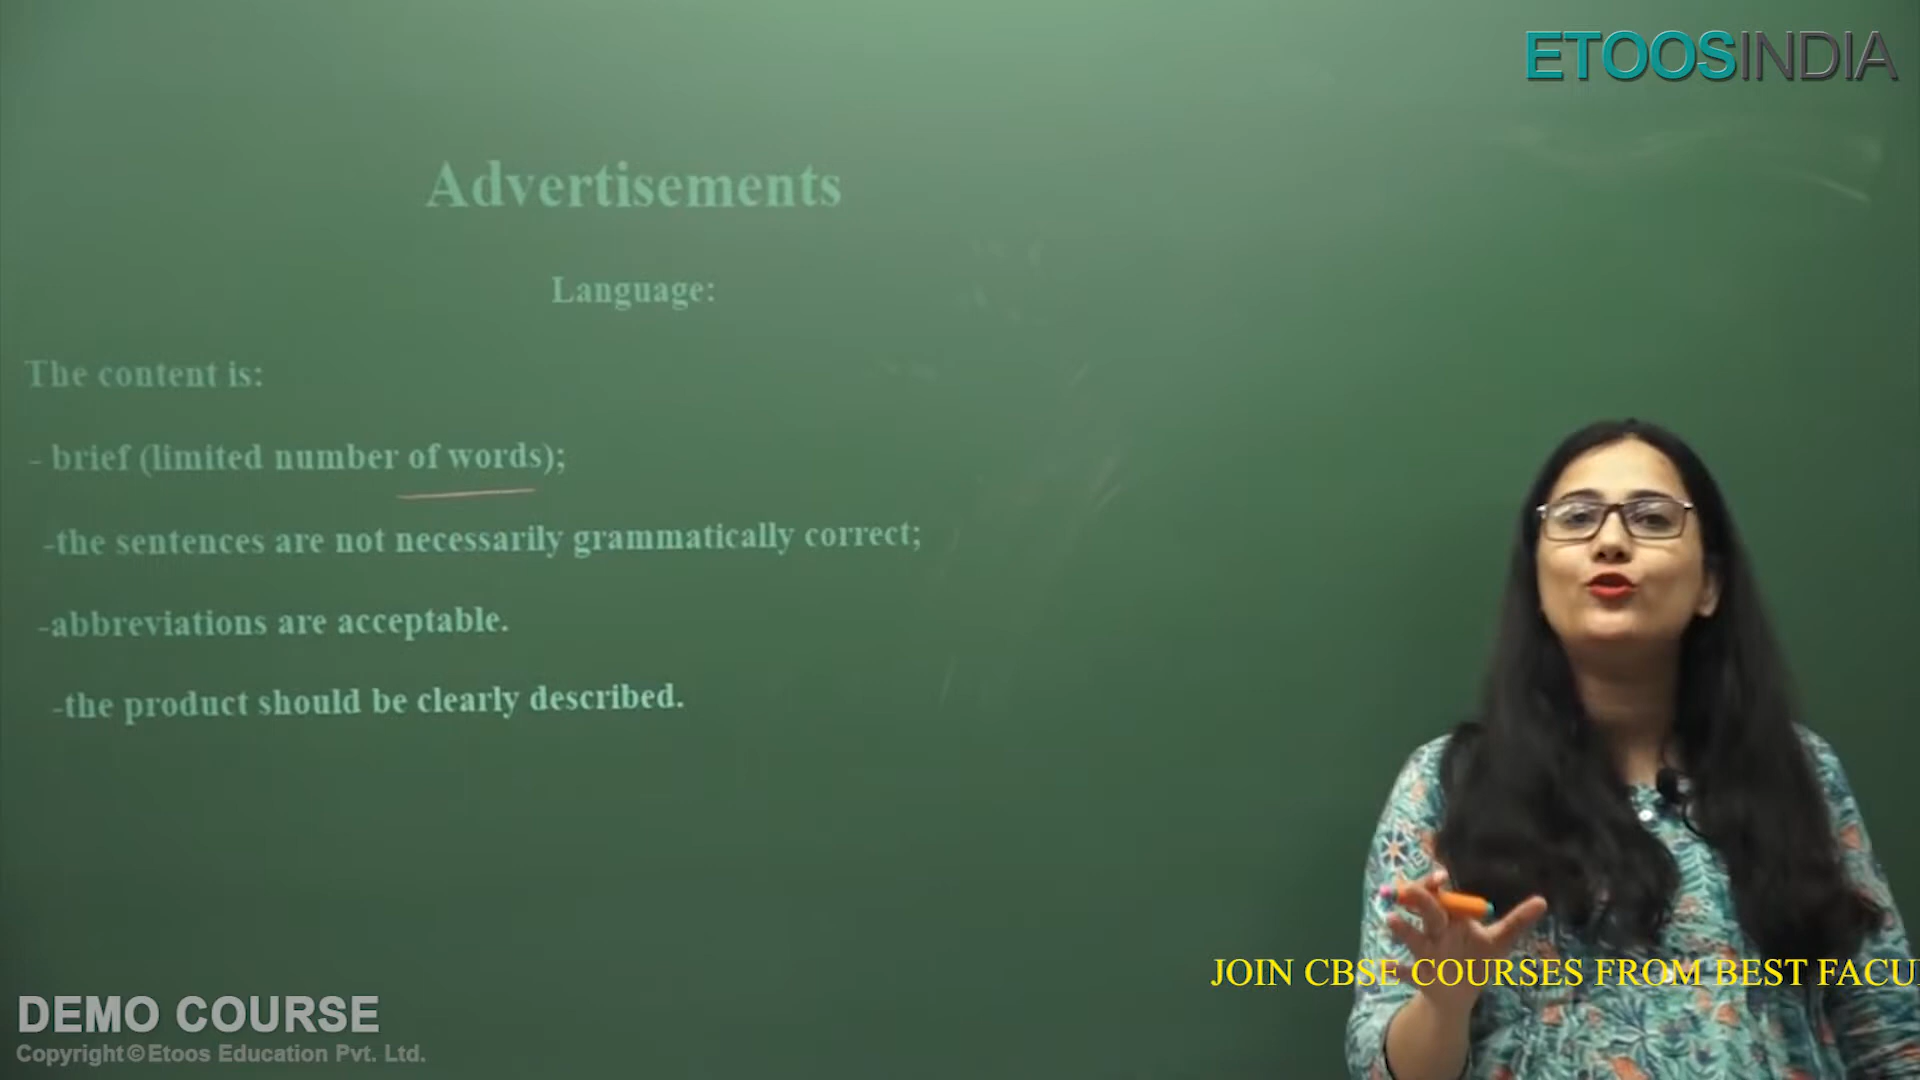 ETOOSINDIA
Advertisements
Language:
The content is:
- brief (limited number of words);
-the sentences are not necessarily grammatically correct;
-abbreviations are acceptable.
-the product should be clearly described.
JOIN CBSE COURSES FROM BEST FACU
DEMO COURSE
Copyright©Etoos Education Pvt. Ltd.